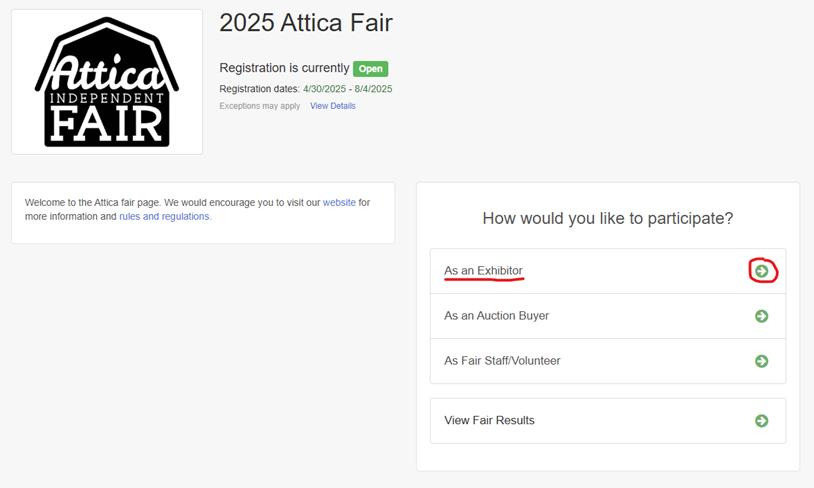 Attica
INDEPENDENT
FAIR
2025 Attica Fair
Registration is currently Open
Registration dates: 4/30/2025 - 8/4/2025
Exceptions may apply View Details
Welcome to the Attica fair page. We would encourage you to visit our website for
more information and rules and regulations.
How would you like to participate?
As an Exhibitor
As an Auction Buyer
As Fair Staff/Volunteer
View Fair Results